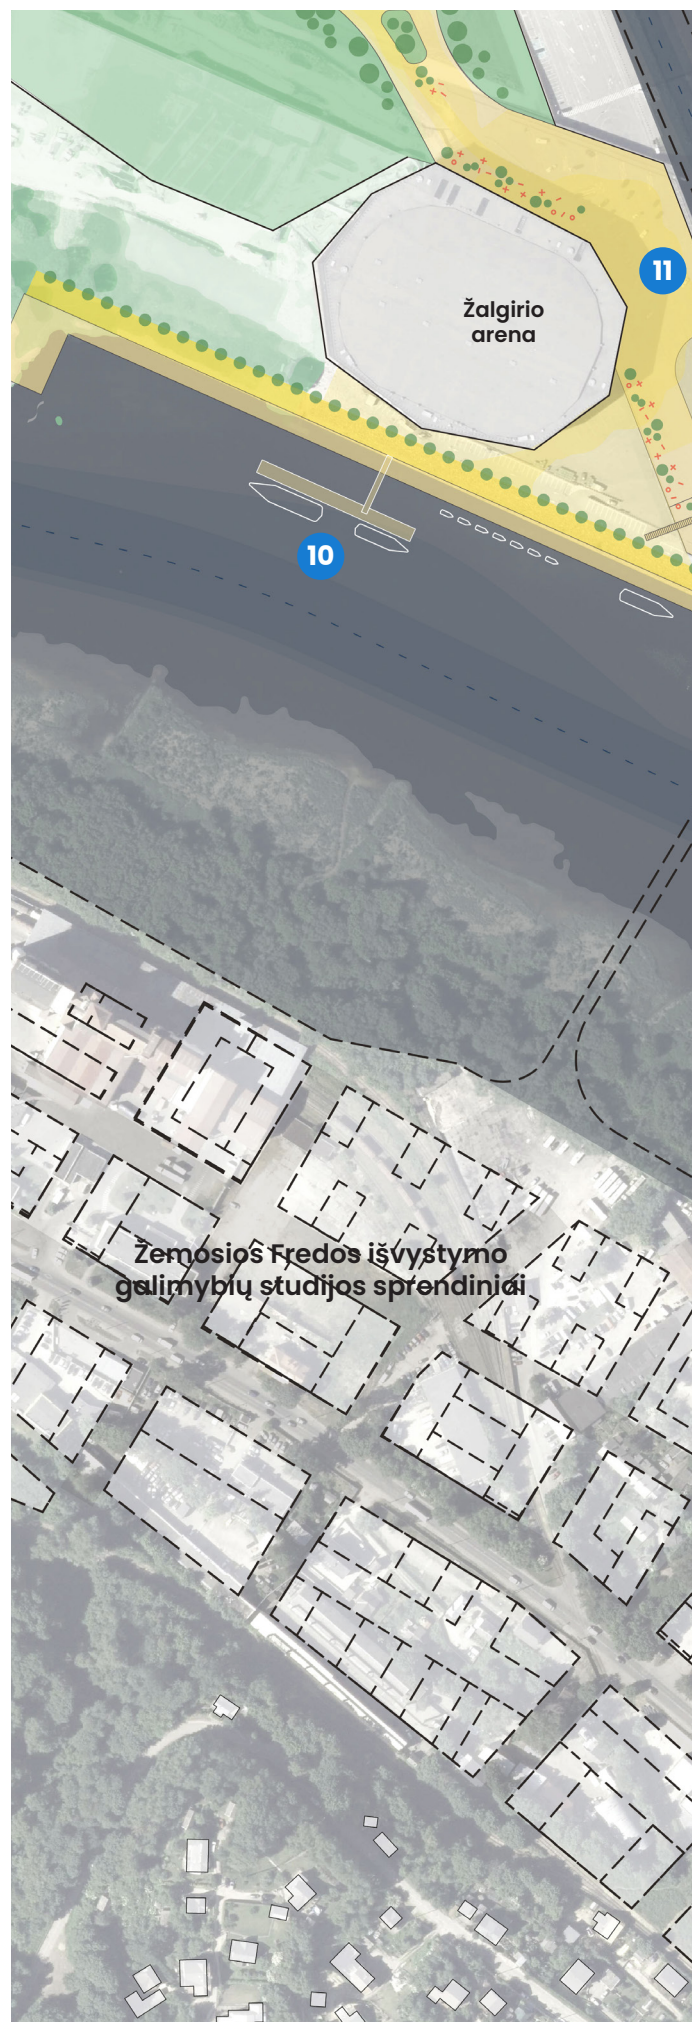 11
Žalgirio
arena
10
Žemosios Fredos išvystymo
galimybių studijos sprendiniai